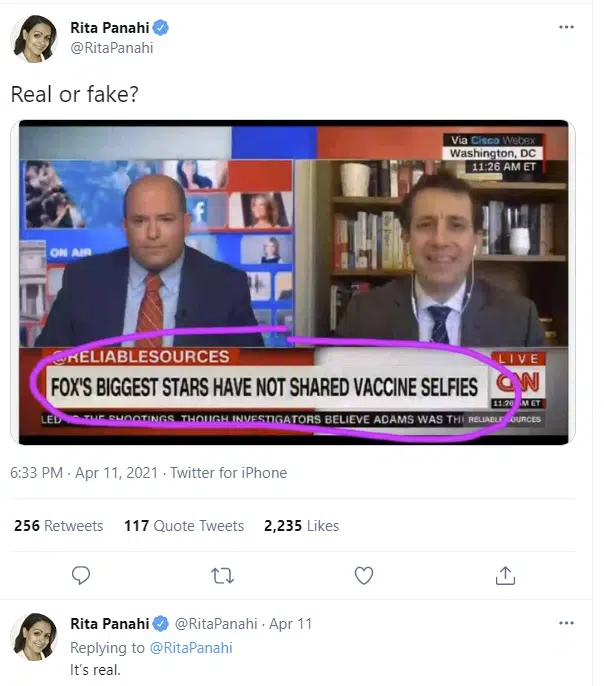 Rita Panahi
@RitaPanahi
Real or fake?
Via Cisco Webex
Washington, DC
11:26 AM ET
ON AIR
f
@RELIABLESOURCES
LIVE
FOX'S BIGGEST STARS HAVE NOT SHARED VACCINE SELFIES
CNN
11:26 AM ET
LED TO THE SHOOTINGS, THOUGH INVESTIGATORS BELIEVE ADAMS WAS TH
RELIABLE SOURCES
6:33 PM · Apr 11, 2021 · Twitter for iPhone
256 Retweets 117 Quote Tweets 2,235 Likes
Rita Panahi @RitaPanahi · Apr 11
Replying to @RitaPanahi
It's real.